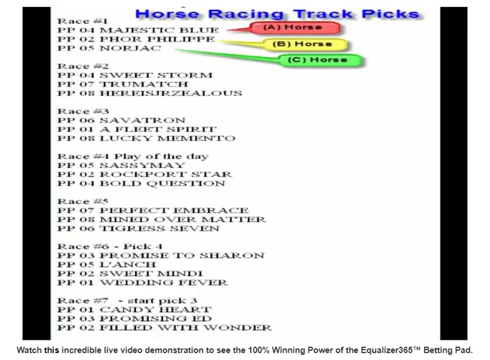 Horse Racing Track Picks
Race #1
PP 04 MAJESTIC BLUE (A) Horse
PP 02 PHOR PHILIPPE (B) Horse
PP 05 NORJAC (C) Horse
Race #2
PP 04 SWEET STORM
PP 07 TRUMATCH
PP 08 HEREISJRZEALOUS
Race #3
PP 06 SAVATRON
PP 01 A FLEET SPIRIT
PP 08 LUCKY MEMENTO
Race #4 Play of the day
PP 05 SASSYMAY
PP 02 ROCKPORT STAR
PP 04 BOLD QUESTION
Race #5
PP 07 PERFECT EMBRACE
PP 08 MINED OVER MATTER
PP 06 TIGRESS SEVEN
Race #6 - Pick 4
PP 03 PROMISE TO SHARON
PP 05 L'ANCH
PP 02 SWEET MINDI
PP 01 WEDDING FEVER
Race #7 - start pick 3
PP 01 CANDY HEART
PP 03 PROMISING ED
PP 02 FILLED WITH WONDER
Watch this incredible live video demonstration to see the 100% Winning Power of the Equalizer365™ Betting Pad.